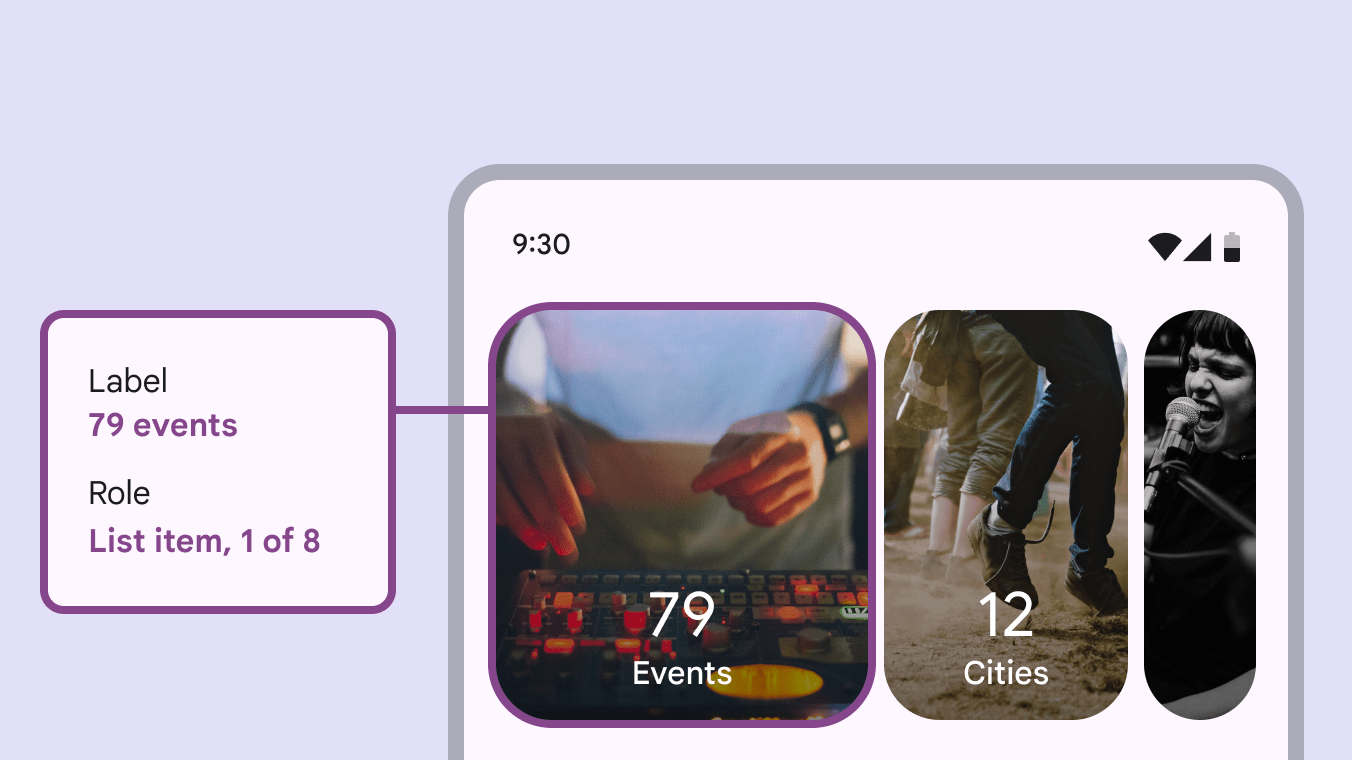 9:30
Label
79 events
Role
List item, 1 of 8
79
Events
12
Cities